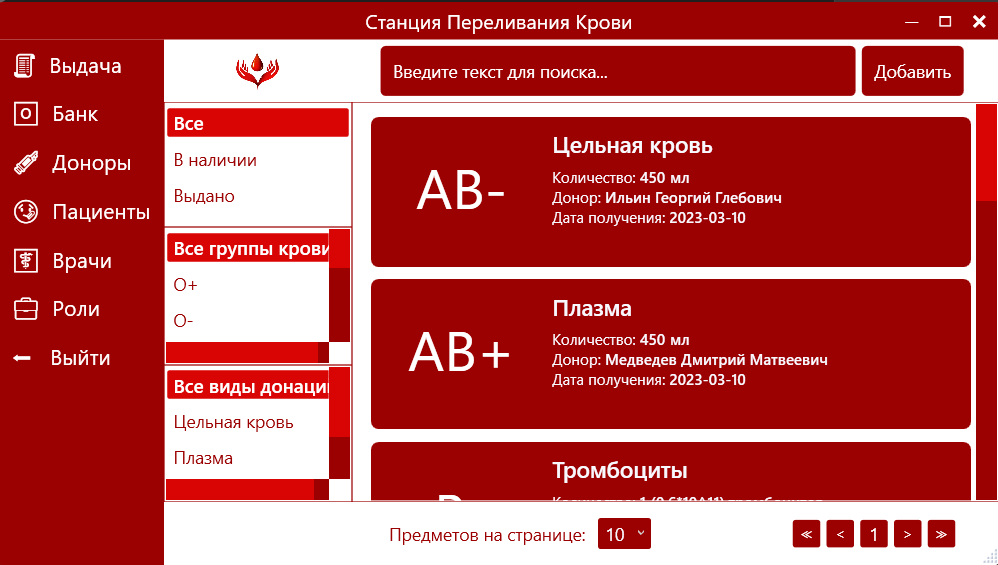 Станция Переливания Крови
Выдача
Банк
Доноры
Пациенты
Врачи
Роли
Выйти
Введите текст для поиска...
Добавить
Все
В наличии
Выдано
Все группы крови
O+
O-
Все виды донаци
Цельная кровь
Плазма
AB-
Цельная кровь
Количество: 450 мл
Донор: Ильин Георгий Глебович
Дата получения: 2023-03-10
AB+
Плазма
Количество: 450 мл
Донор: Медведев Дмитрий Матвеевич
Дата получения: 2023-03-10
Тромбоциты
Предметов на странице: 10
<< < 1 > >>